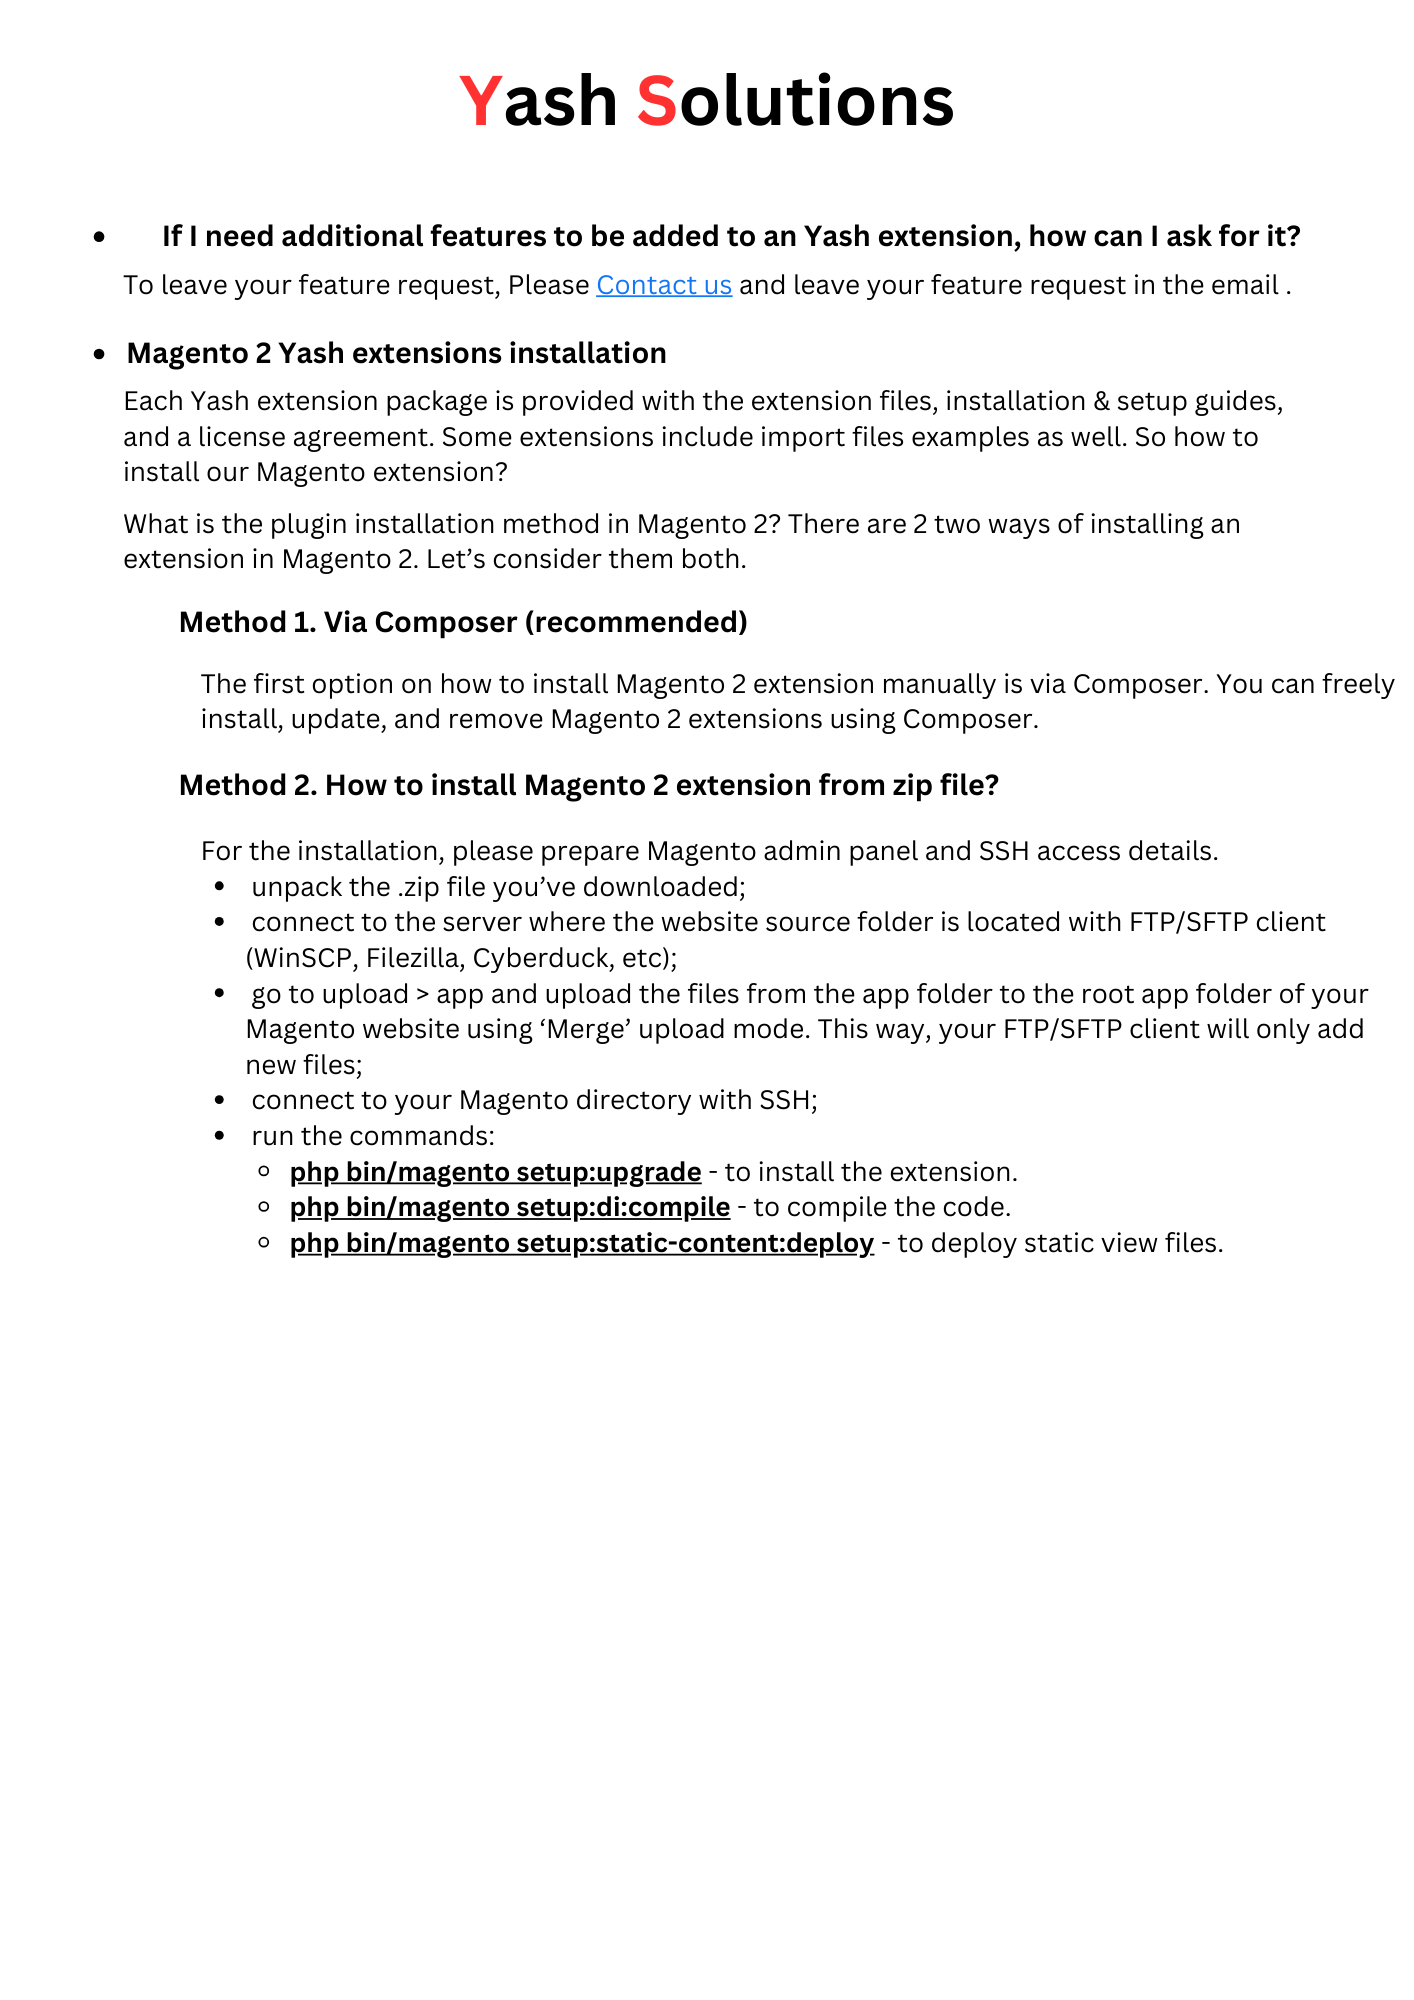 Yash Solutions
• If I need additional features to be added to an Yash extension, how can I ask for it?
To leave your feature request, Please Contact us and leave your feature request in the email .
• Magento 2 Yash extensions installation
Each Yash extension package is provided with the extension files, installation & setup guides,
and a license agreement. Some extensions include import files examples as well. So how to
install our Magento extension?
What is the plugin installation method in Magento 2? There are 2 two ways of installing an
extension in Magento 2. Let’s consider them both.
Method 1. Via Composer (recommended)
The first option on how to install Magento 2 extension manually is via Composer. You can freely
install, update, and remove Magento 2 extensions using Composer.
Method 2. How to install Magento 2 extension from zip file?
For the installation, please prepare Magento admin panel and SSH access details.
• unpack the .zip file you’ve downloaded;
• connect to the server where the website source folder is located with FTP/SFTP client
(WinSCP, Filezilla, Cyberduck, etc);
• go to upload > app and upload the files from the app folder to the root app folder of your
Magento website using ‘Merge’ upload mode. This way, your FTP/SFTP client will only add
new files;
• connect to your Magento directory with SSH;
• run the commands:
◦ php bin/magento setup:upgrade - to install the extension.
◦ php bin/magento setup:di:compile - to compile the code.
◦ php bin/magento setup:static-content:deploy - to deploy static view files.